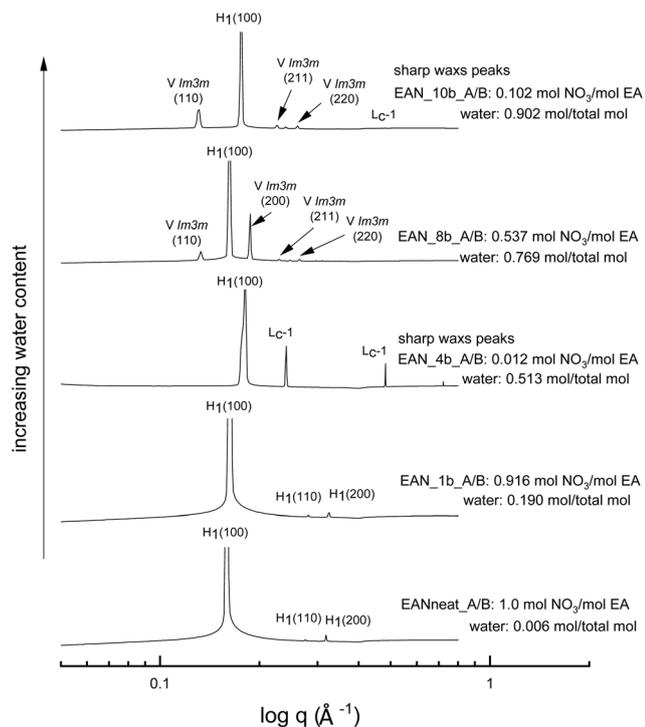 H1(100)
V Im3m
(110)
V Im3m
(211)
V Im3m
(220)
Lc-1
sharp waxs peaks
EAN_10b_A/B: 0.102 mol NO3/mol EA
water: 0.902 mol/total mol
H1(100)
V Im3m
(110)
V Im3m
(200)
V Im3m
(211)
V Im3m
(220)
EAN_8b_A/B: 0.537 mol NO3/mol EA
water: 0.769 mol/total mol
H1(100)
Lc-1
Lc-1
sharp waxs peaks
EAN_4b_A/B: 0.012 mol NO3/mol EA
water: 0.513 mol/total mol
H1(100)
H1(110)
H1(200)
EAN_1b_A/B: 0.916 mol NO3/mol EA
water: 0.190 mol/total mol
H1(100)
H1(110)
H1(200)
EANneat_A/B: 1.0 mol NO3/mol EA
water: 0.006 mol/total mol
increasing water content
0.1
1
log q (Å -1)